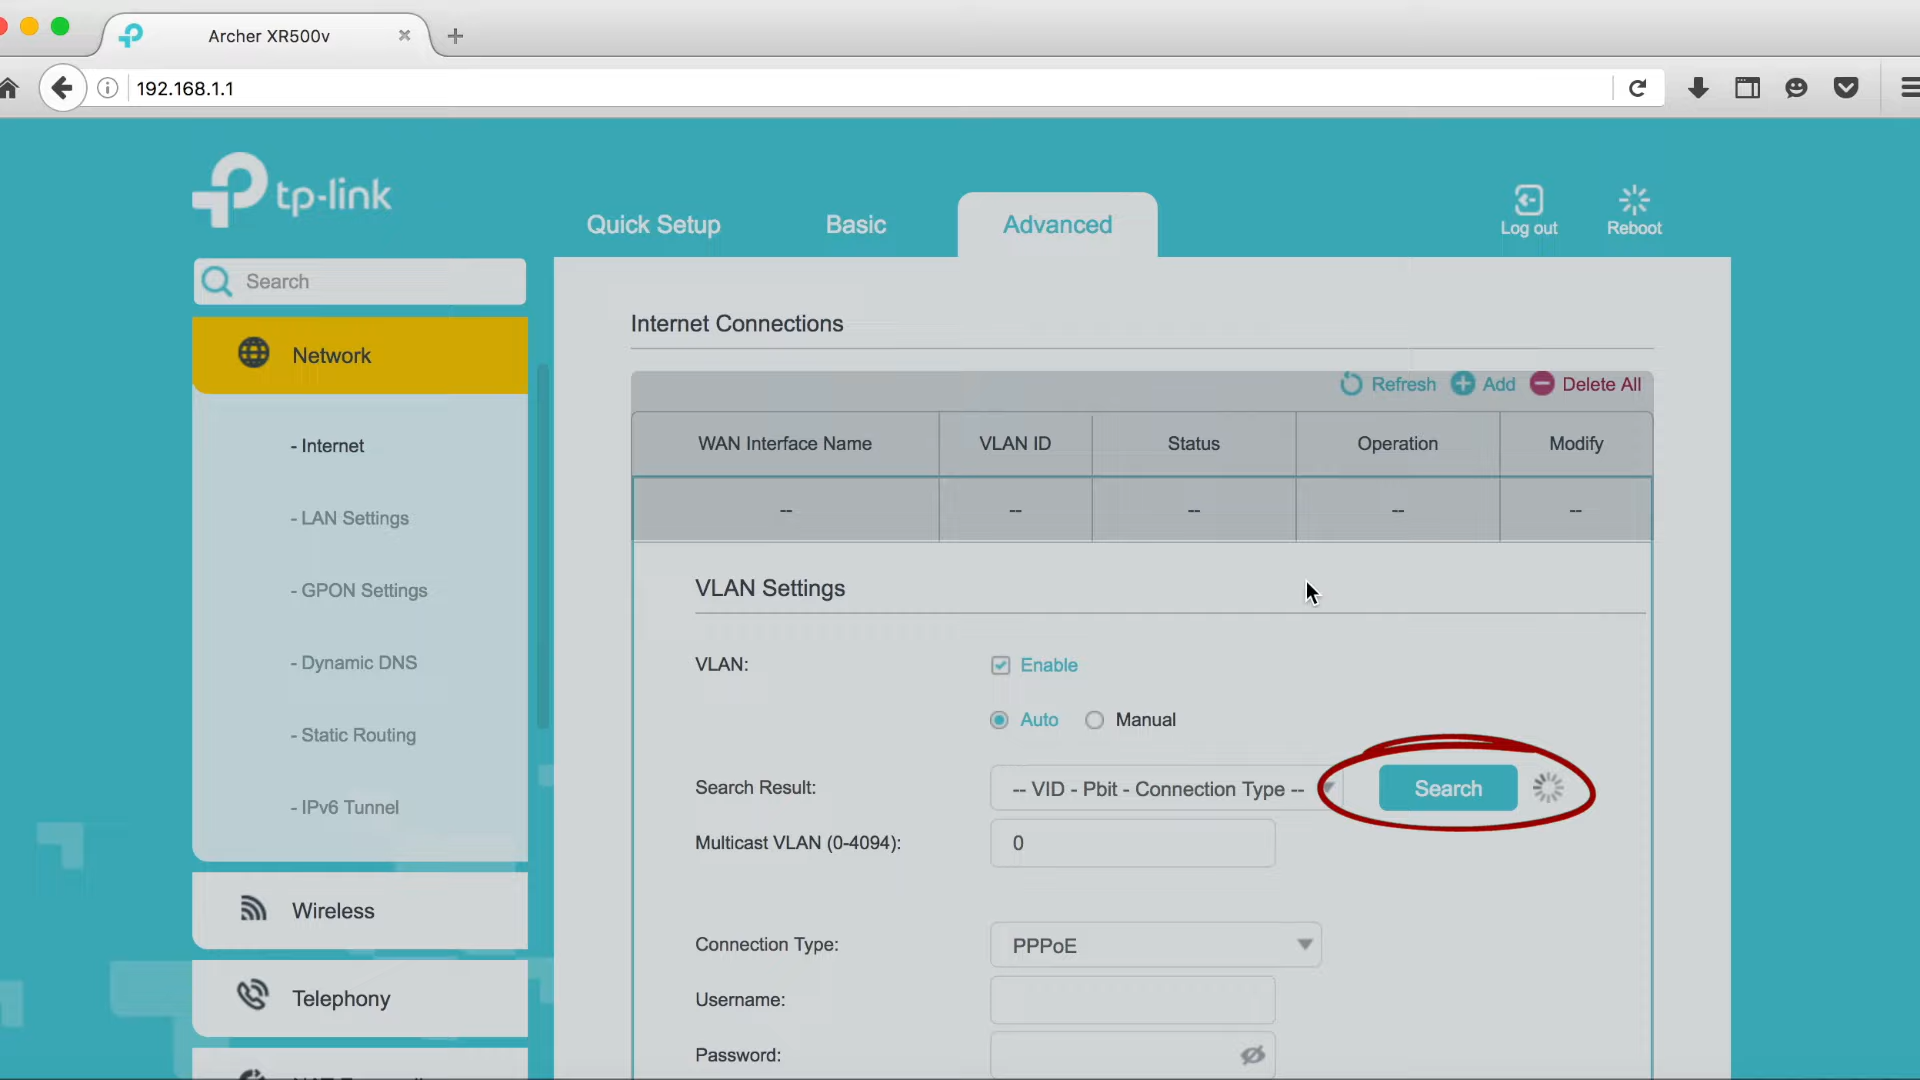 Archer XR500v
192.168.1.1
tp-link
Quick Setup
Basic
Advanced
Log out
Reboot
Search
Network
- Internet
- LAN Settings
- GPON Settings
- Dynamic DNS
- Static Routing
- IPv6 Tunnel
Wireless
Telephony
Internet Connections
Refresh
Add
Delete All
WAN Interface Name
VLAN ID
Status
Operation
Modify
--
--
--
--
--
VLAN Settings
VLAN:
Enable
Auto
Manual
Search Result:
-- VID - Pbit - Connection Type --
Search
Multicast VLAN (0-4094):
0
Connection Type:
PPPoE
Username:
Password: